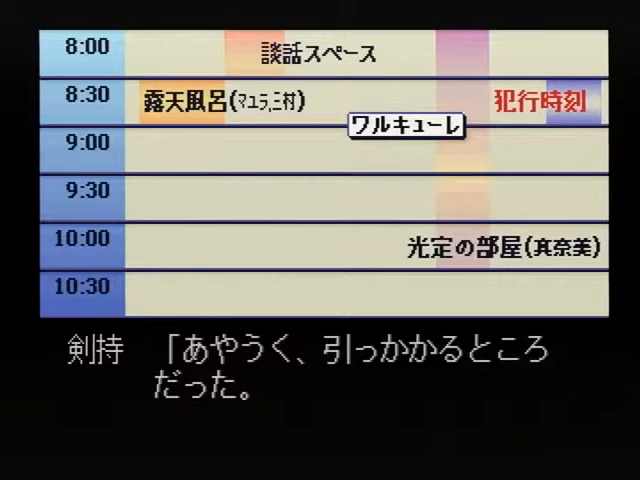 8:00 談話スペース
8:30 露天風呂(マユラ,三村) 犯行時刻
ワルキューレ
9:00
9:30
10:00 光定の部屋(真奈美)
10:30
剣持 「あやうく、引っかかるところ
だった。